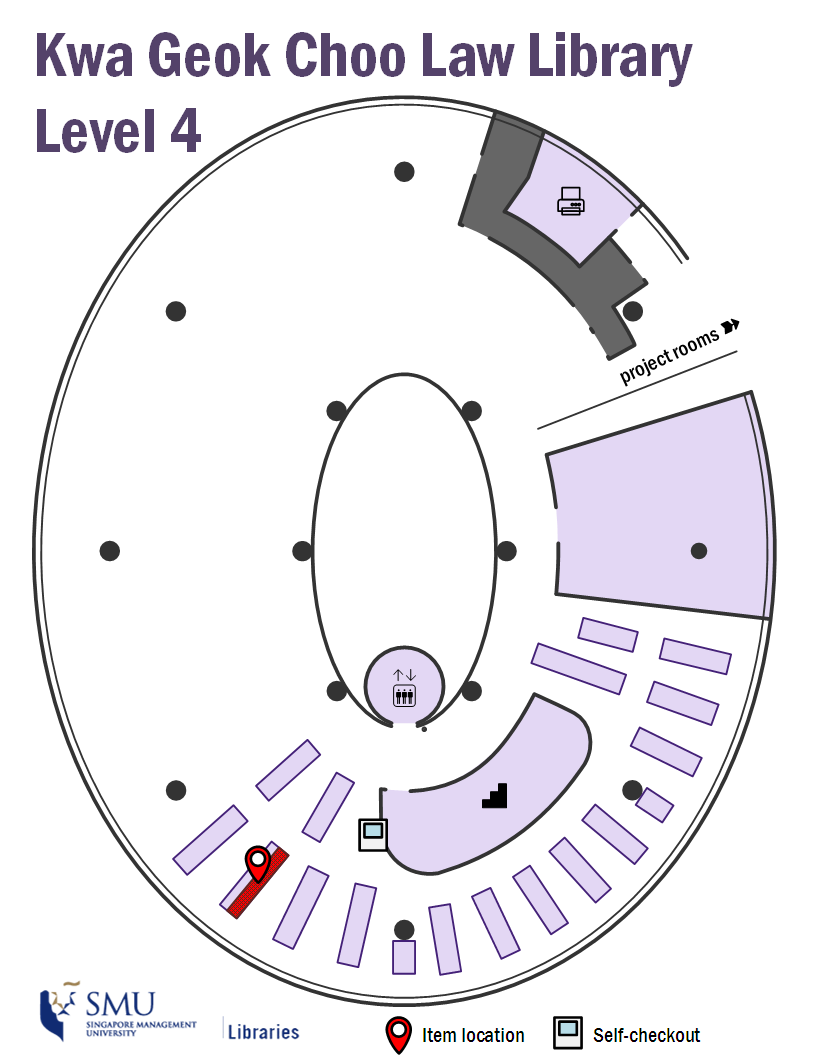 Kwa Geok Choo Law Library
Level 4
project rooms
SMU
SINGAPORE MANAGEMENT
UNIVERSITY
Libraries
Item location
Self-checkout